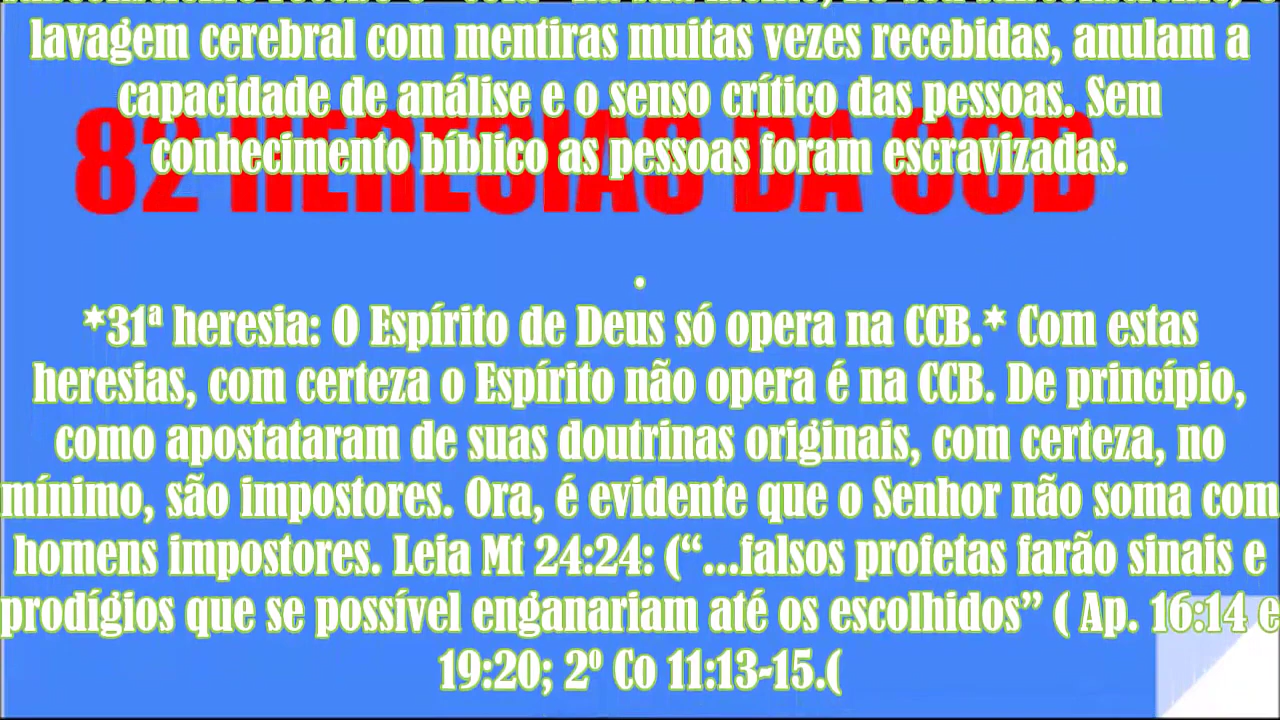 lavagem cerebral com mentiras muitas vezes recebidas, anulam a
capacidade de análise e o senso crítico das pessoas. Sem
82 HERESIAS DA CCB
conhecimento bíblico as pessoas foram escravizadas.
.
*31ª heresia: O Espírito de Deus só opera na CCB.* Com estas
heresias, com certeza o Espírito não opera é na CCB. De princípio,
como apostataram de suas doutrinas originais, com certeza, no
mínimo, são impostores. Ora, é evidente que o Senhor não soma com
homens impostores. Leia Mt 24:24: (“...falsos profetas farão sinais e
prodígios que se possível enganariam até os escolhidos” ( Ap. 16:14 e
19:20; 2º Co 11:13-15.(